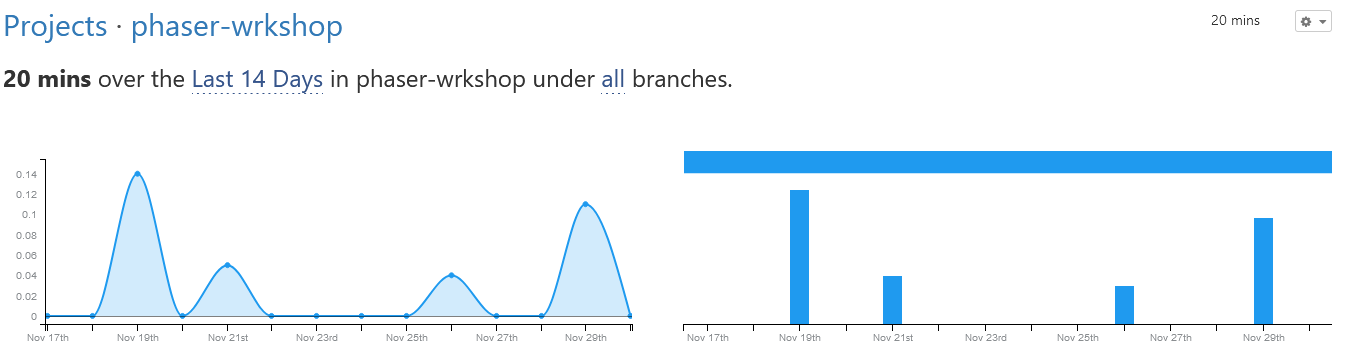 Projects · phaser-wrkshop
20 mins
20 mins over the Last 14 Days in phaser-wrkshop under all branches.
0.14
0.12
0.1
0.08
0.06
0.04
0.02
0
Nov 17th Nov 19th Nov 21st Nov 23rd Nov 25th Nov 27th Nov 29th
Nov 17th Nov 19th Nov 21st Nov 23rd Nov 25th Nov 27th Nov 29th